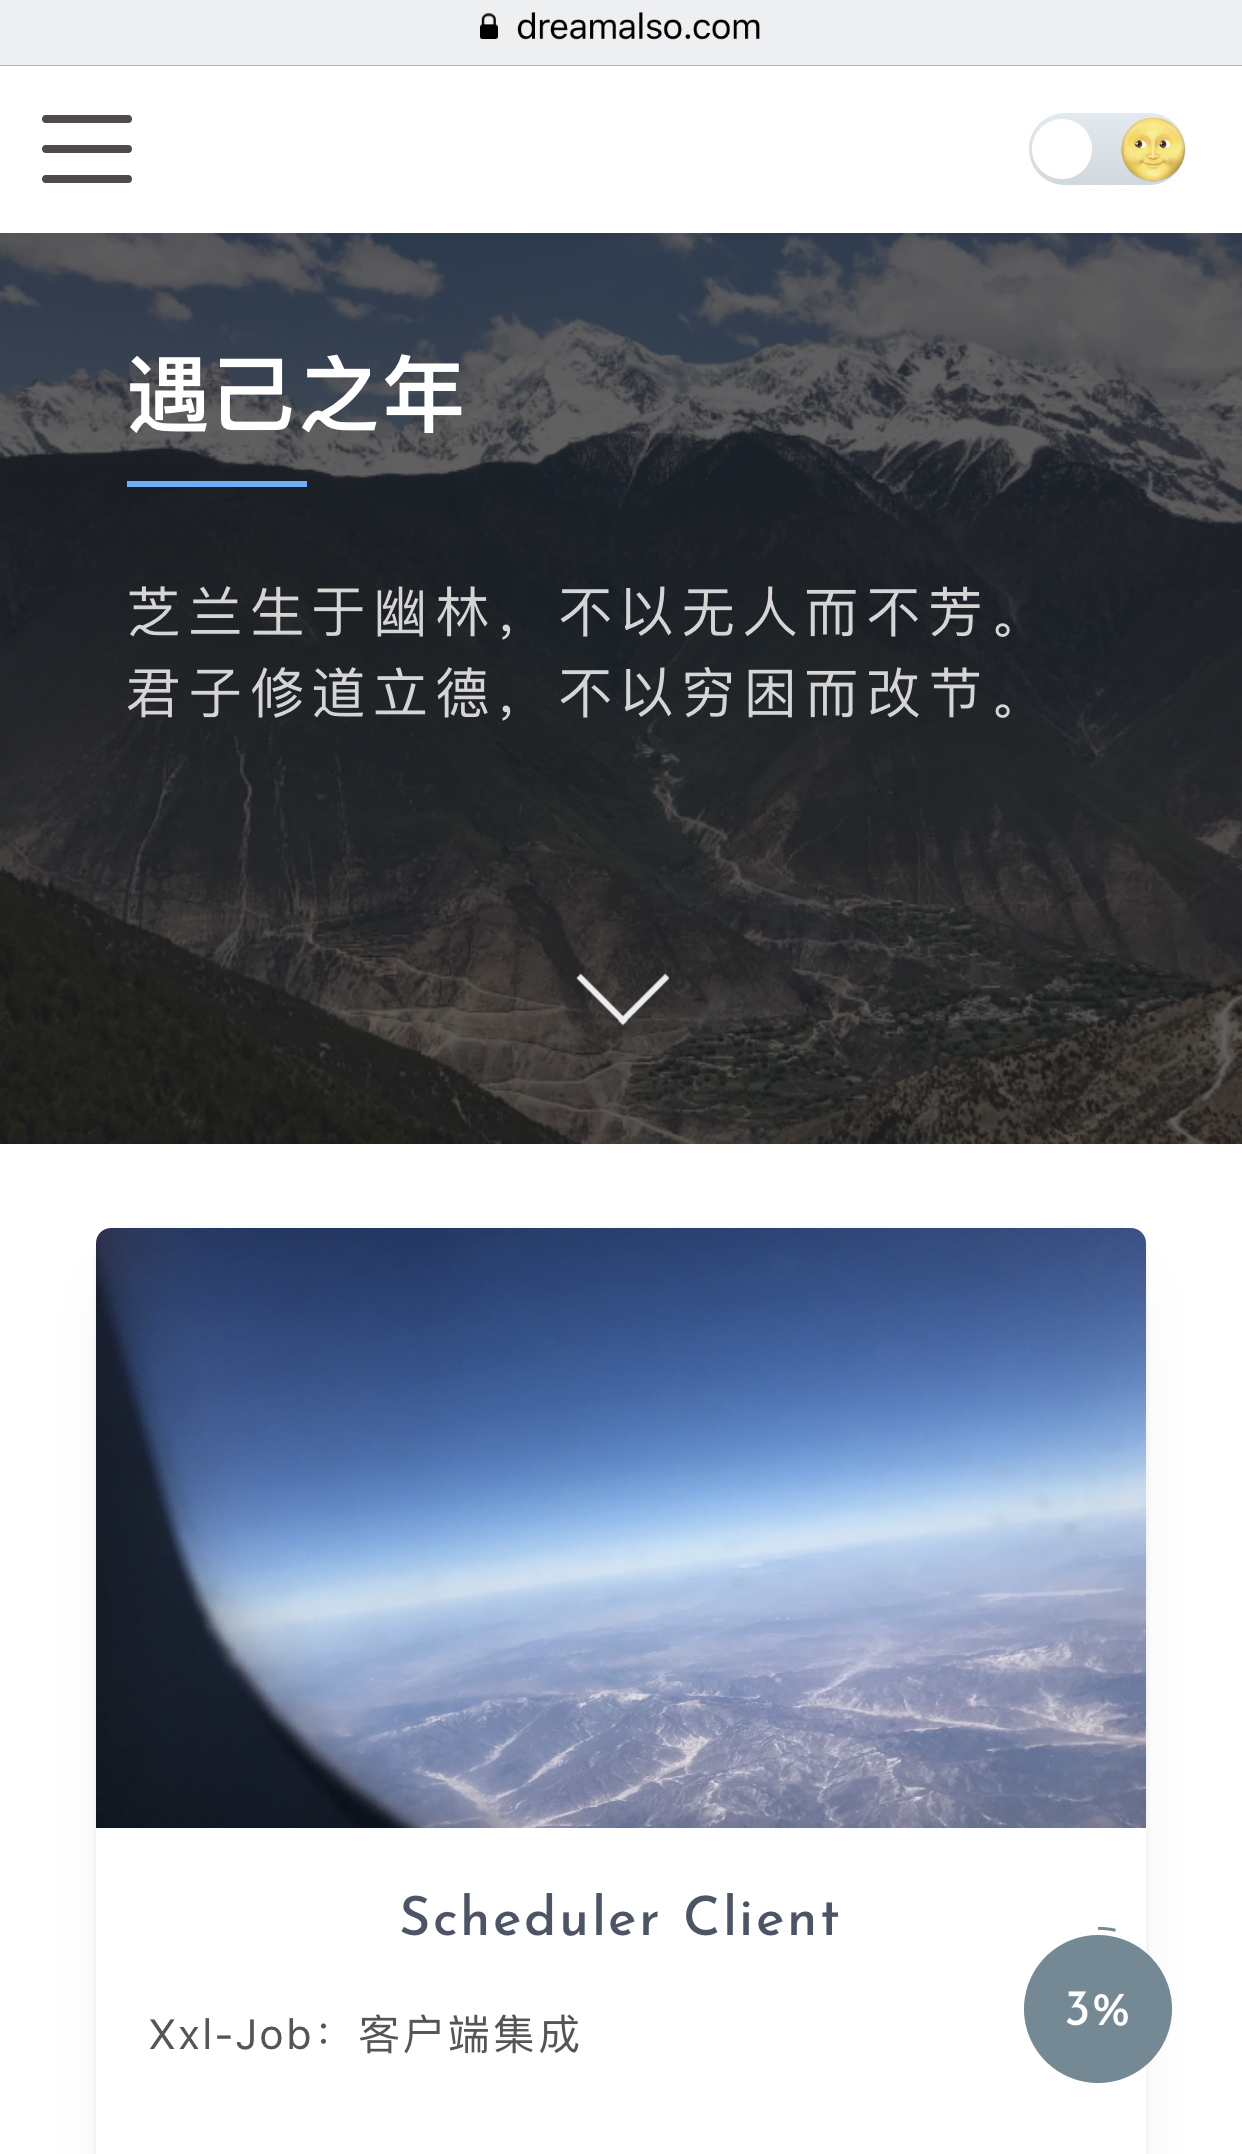 dreamalso.com
遇己之年
芝兰生于幽林，不以无人而不芳。
君子修道立德，不以穷困而改节。
Scheduler Client
3%
Xxl-Job：客户端集成